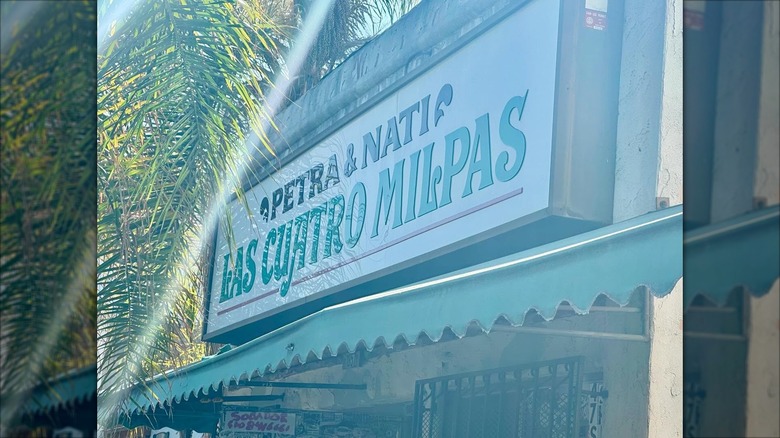 PETRA & NATI
LAS CUATRO MILPAS